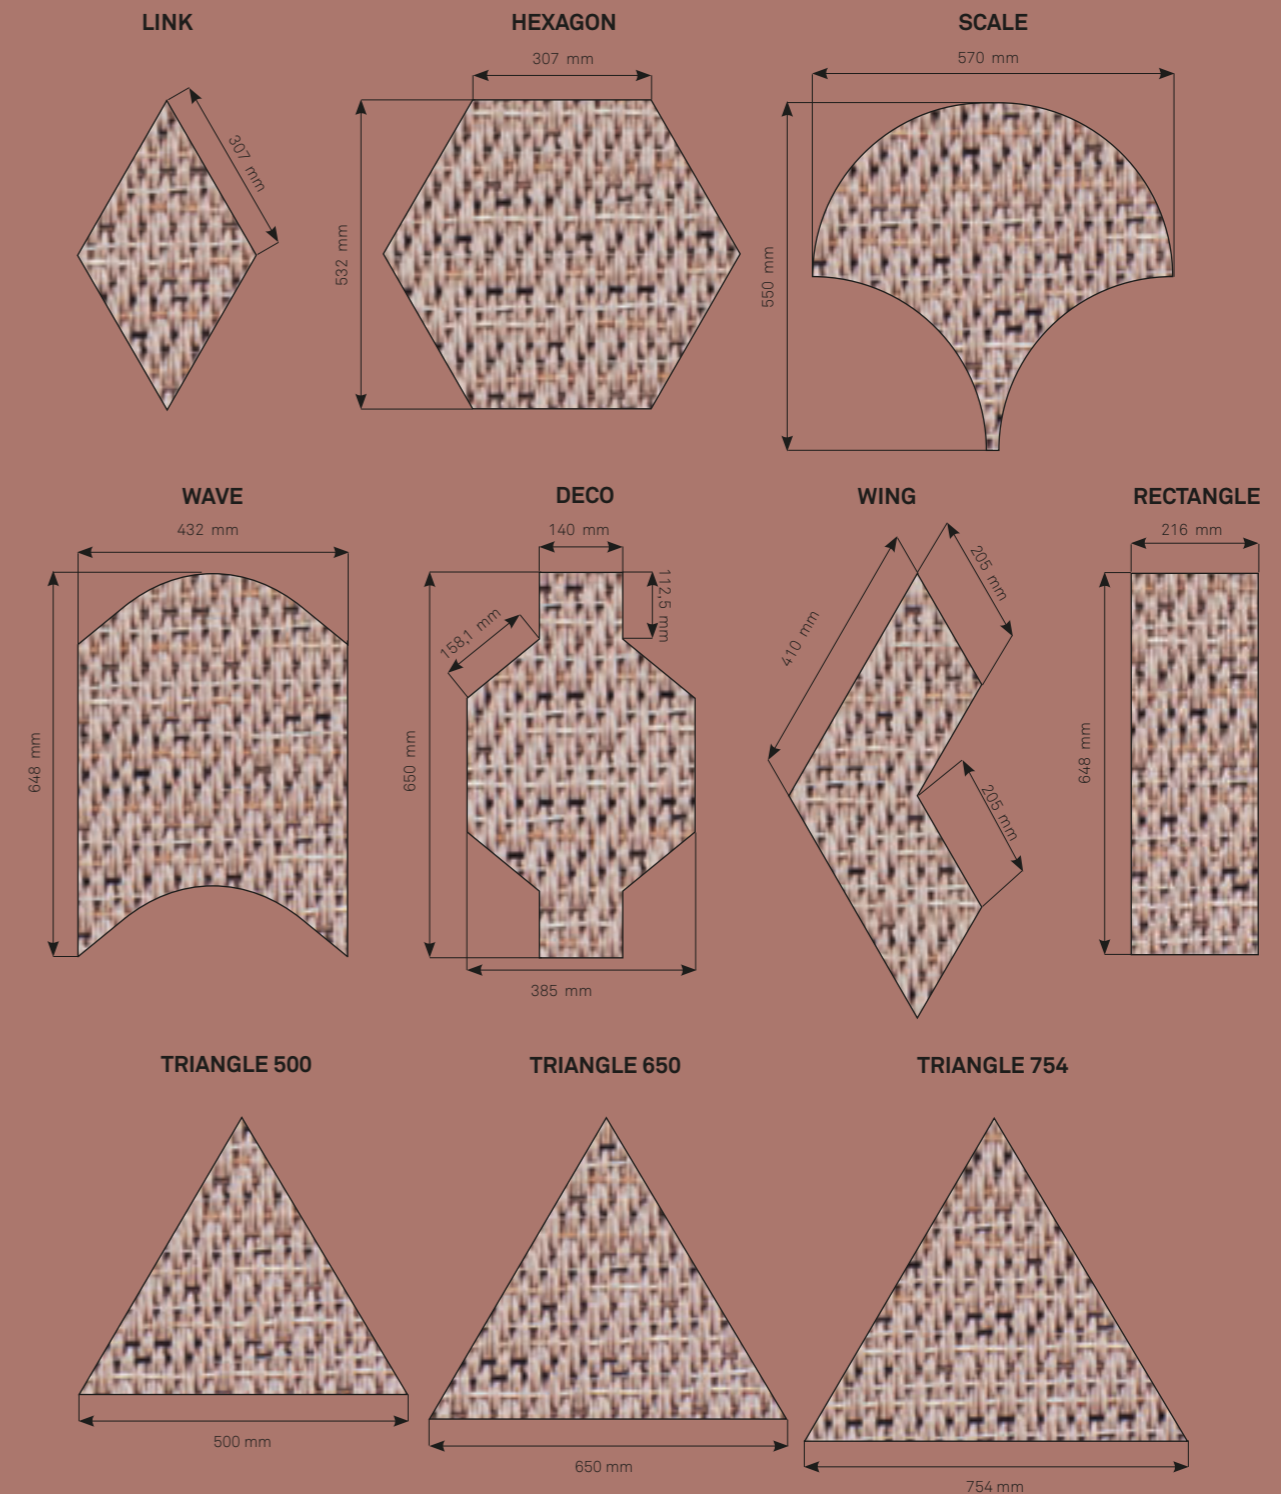 LINK
HEXAGON
SCALE
307 mm
570 mm
307 mm
532 mm
550 mm
WAVE
DECO
WING
RECTANGLE
432 mm
140 mm
216 mm
205 mm
112,5 mm
158,1 mm
410 mm
648 mm
650 mm
648 mm
205 mm
385 mm
TRIANGLE 500
TRIANGLE 650
TRIANGLE 754
500 mm
650 mm
754 mm